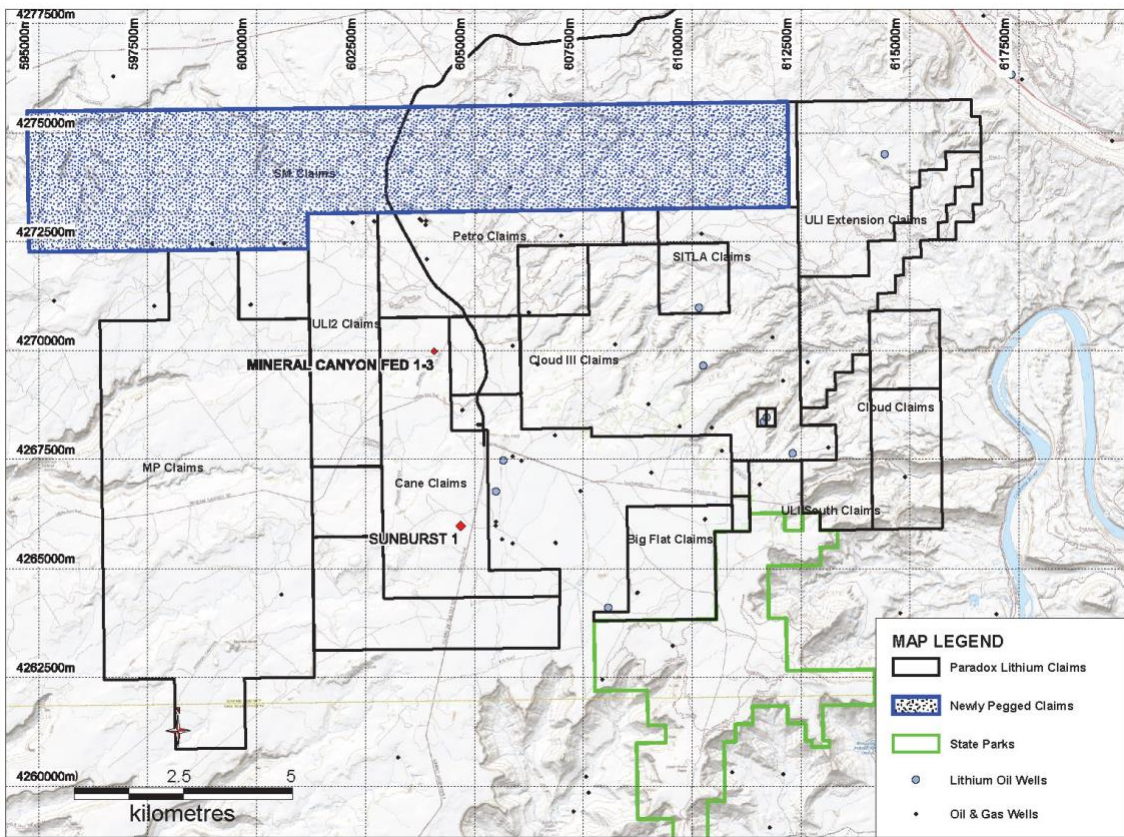 4277500m
595000m
597500m
600000m
602500m
605000m
607500m
610000m
612500m
615000m
617500m
4275000m
SM Claims
4272500m
Petro Claims
ULI Extension Claims
SITLA Claims
ULI2 Claims
4270000m
MINERAL CANYON FED 1-3
Cloud III Claims
Cloud Claims
4267500m
MP Claims
Cane Claims
ULI South Claims
SUNBURST 1
Big Flat Claims
4265000m
4262500m
4260000m
2.5
5
kilometres
MAP LEGEND
Paradox Lithium Claims
Newly Pegged Claims
State Parks
Lithium Oil Wells
Oil & Gas Wells